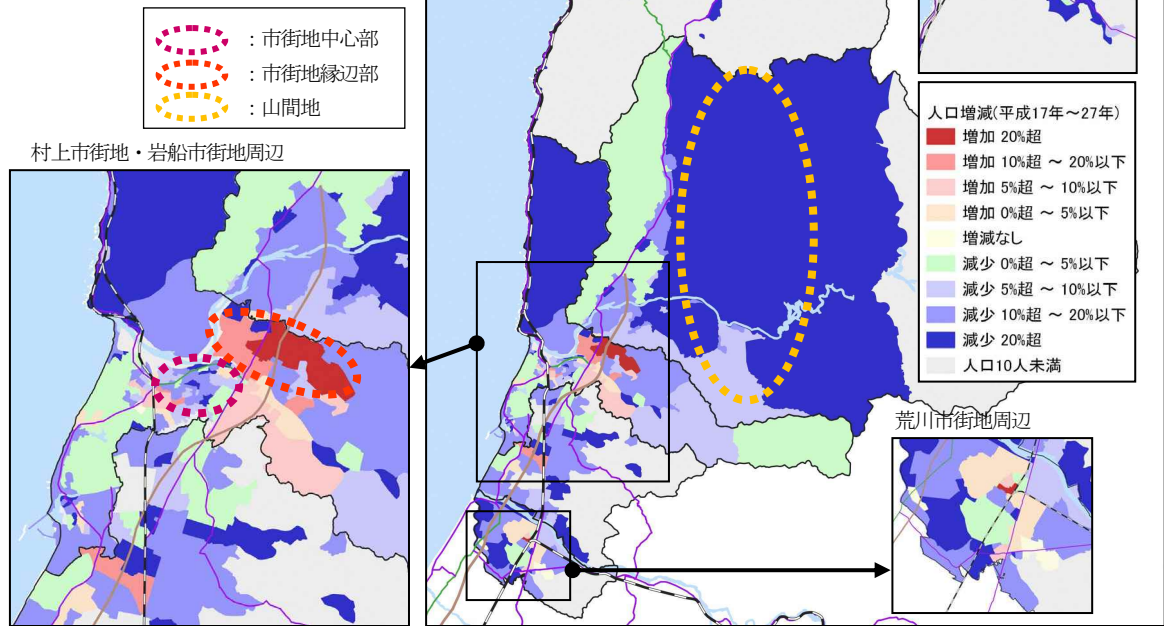 ：市街地中心部
：市街地縁辺部
：山間地
村上市街地・岩船市街地周辺
人口増減(平成17年～27年)
増加 20%超
増加 10%超 ～ 20%以下
増加 5%超 ～ 10%以下
増加 0%超 ～ 5%以下
増減なし
減少 0%超 ～ 5%以下
減少 5%超 ～ 10%以下
減少 10%超 ～ 20%以下
減少 20%超
人口10人未満
荒川市街地周辺